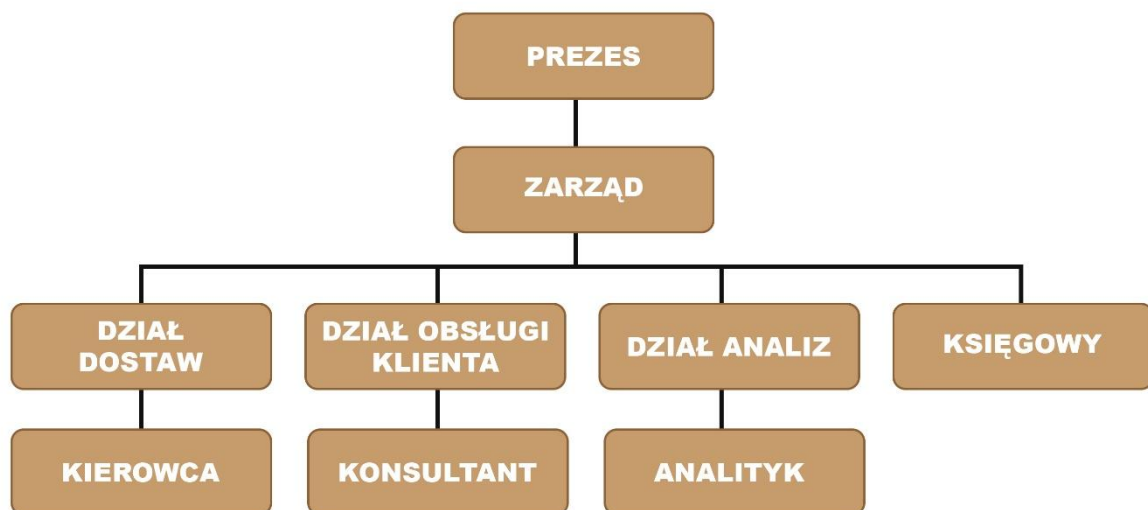 PREZES
ZARZĄD
DZIAŁ
DOSTAW
DZIAŁ OBSŁUGI
KLIENTA
DZIAŁ ANALIZ
KSIĘGOWY
KIEROWCA
KONSULTANT
ANALITYK